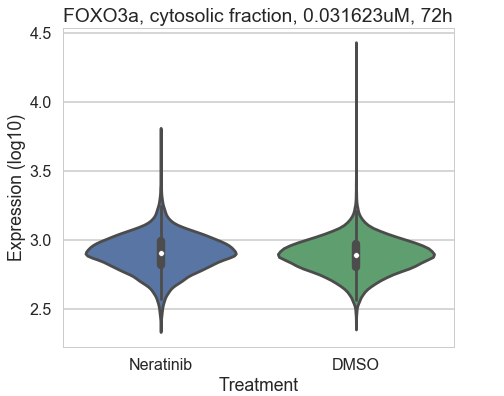 FOXO3a, cytosolic fraction, 0.031623uM, 72h
Expression (log10)
4.5
4.0
3.5
3.0
2.5
Neratinib
DMSO
Treatment